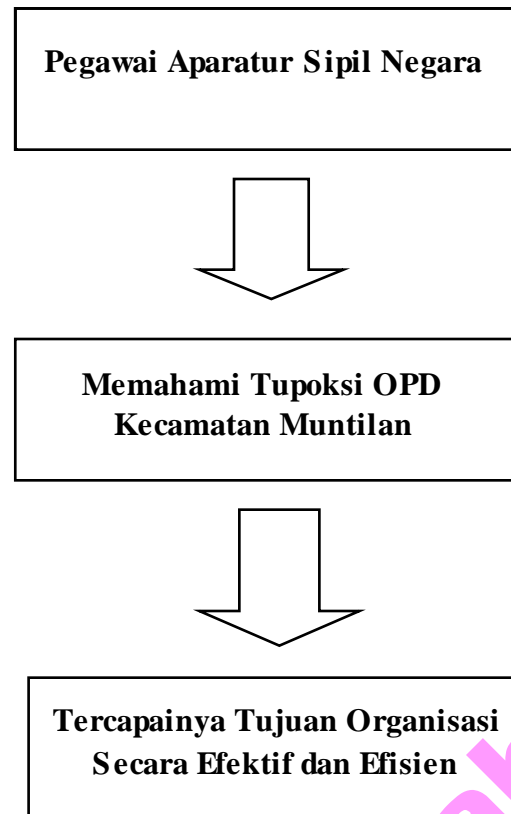 Pegawai Aparatur Sipil Negara
Memahami Tupoksi OPD
Kecamatan Muntilan
Tercapainya Tujuan Organisasi
Secara Efektif dan Efisien